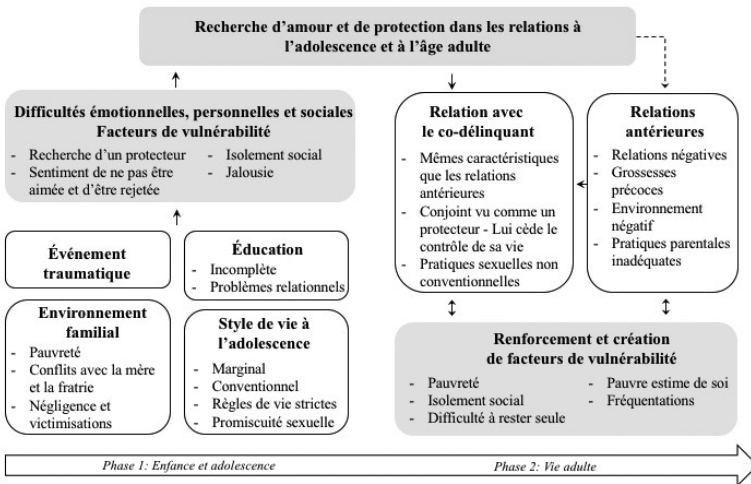 Recherche d’amour et de protection dans les relations à
l’adolescence et à l’âge adulte
Difficultés émotionnelles, personnelles et sociales
Facteurs de vulnérabilité
- Recherche d’un protecteur
- Sentiment de ne pas être
aimée et d’être rejetée
- Isolement social
- Jalousie
Événement
traumatique
Éducation
- Incomplète
- Problèmes relationnels
Environnement
familial
- Pauvreté
- Conflits avec la mère
et la fratrie
- Négligence et
victimisations
Style de vie à
l’adolescence
- Marginal
- Conventionnel
- Règles de vie strictes
- Promiscuité sexuelle
Relation avec
le co-délinquant
- Mêmes caractéristiques
que les relations
antérieures
- Conjoint vu comme un
protecteur - Lui cède le
contrôle de sa vie
- Pratiques sexuelles non
conventionnelles
Relations
antérieures
- Relations négatives
- Grossesses
précoces
- Environnement
négatif
- Pratiques parentales
inadéquates
Renforcement et création
de facteurs de vulnérabilité
- Pauvreté
- Isolement social
- Difficulté à rester seule
- Pauvre estime de soi
- Fréquentations
Phase 1: Enfance et adolescence
Phase 2: Vie adulte